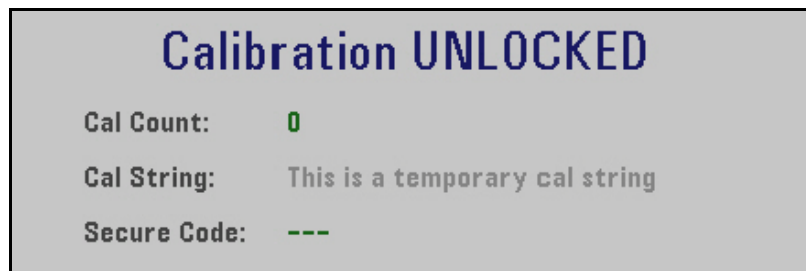 Calibration UNLOCKED
Cal Count: 0
Cal String: This is a temporary cal string
Secure Code: ---